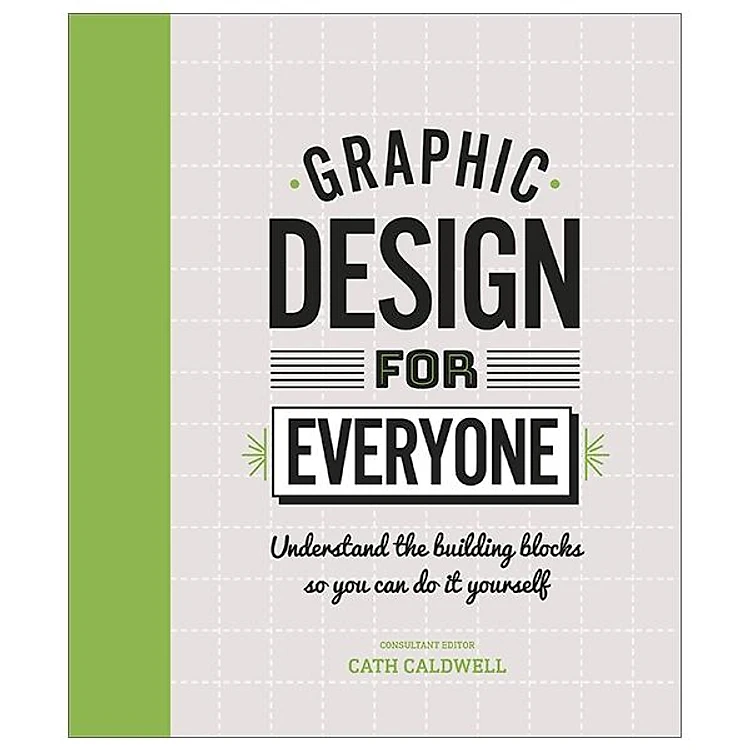 GRAPHIC
DESIGN
FOR
EVERYONE
Understand the building blocks
so you can do it yourself
CONSULTANT EDITOR
CATH CALDWELL